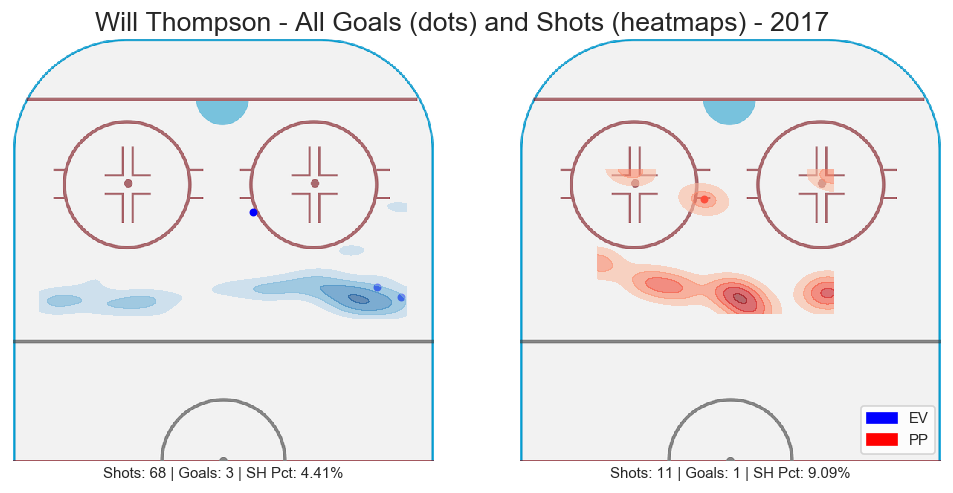 Will Thompson - All Goals (dots) and Shots (heatmaps) - 2017
EV
PP
Shots: 68 | Goals: 3 | SH Pct: 4.41%
Shots: 11 | Goals: 1 | SH Pct: 9.09%